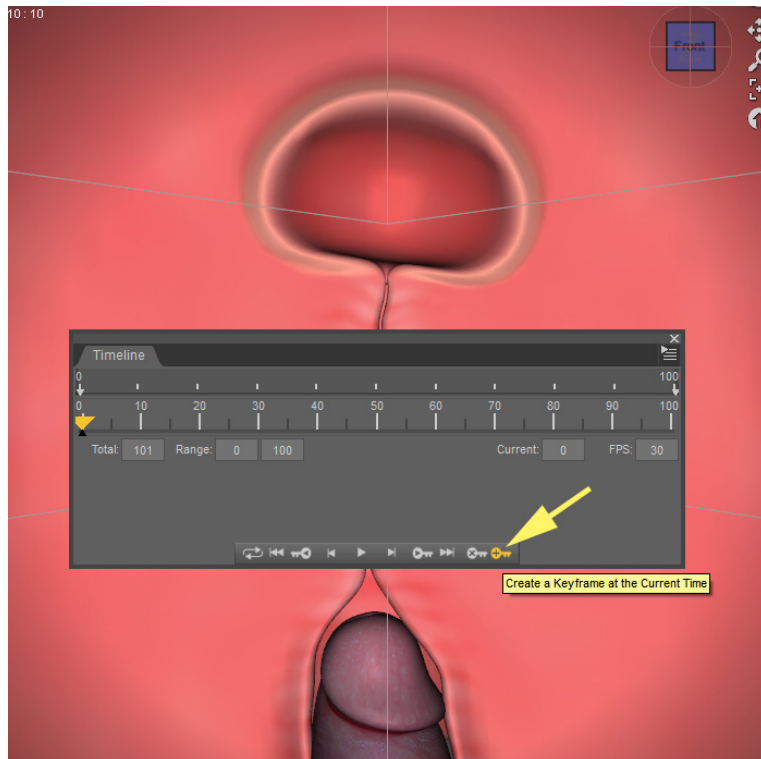 10:10
Front
Timeline
0 100
0 10 20 30 40 50 60 70 80 90 100
Total: 101 Range: 0 100 Current: 0 FPS: 30
Create a Keyframe at the Current Time